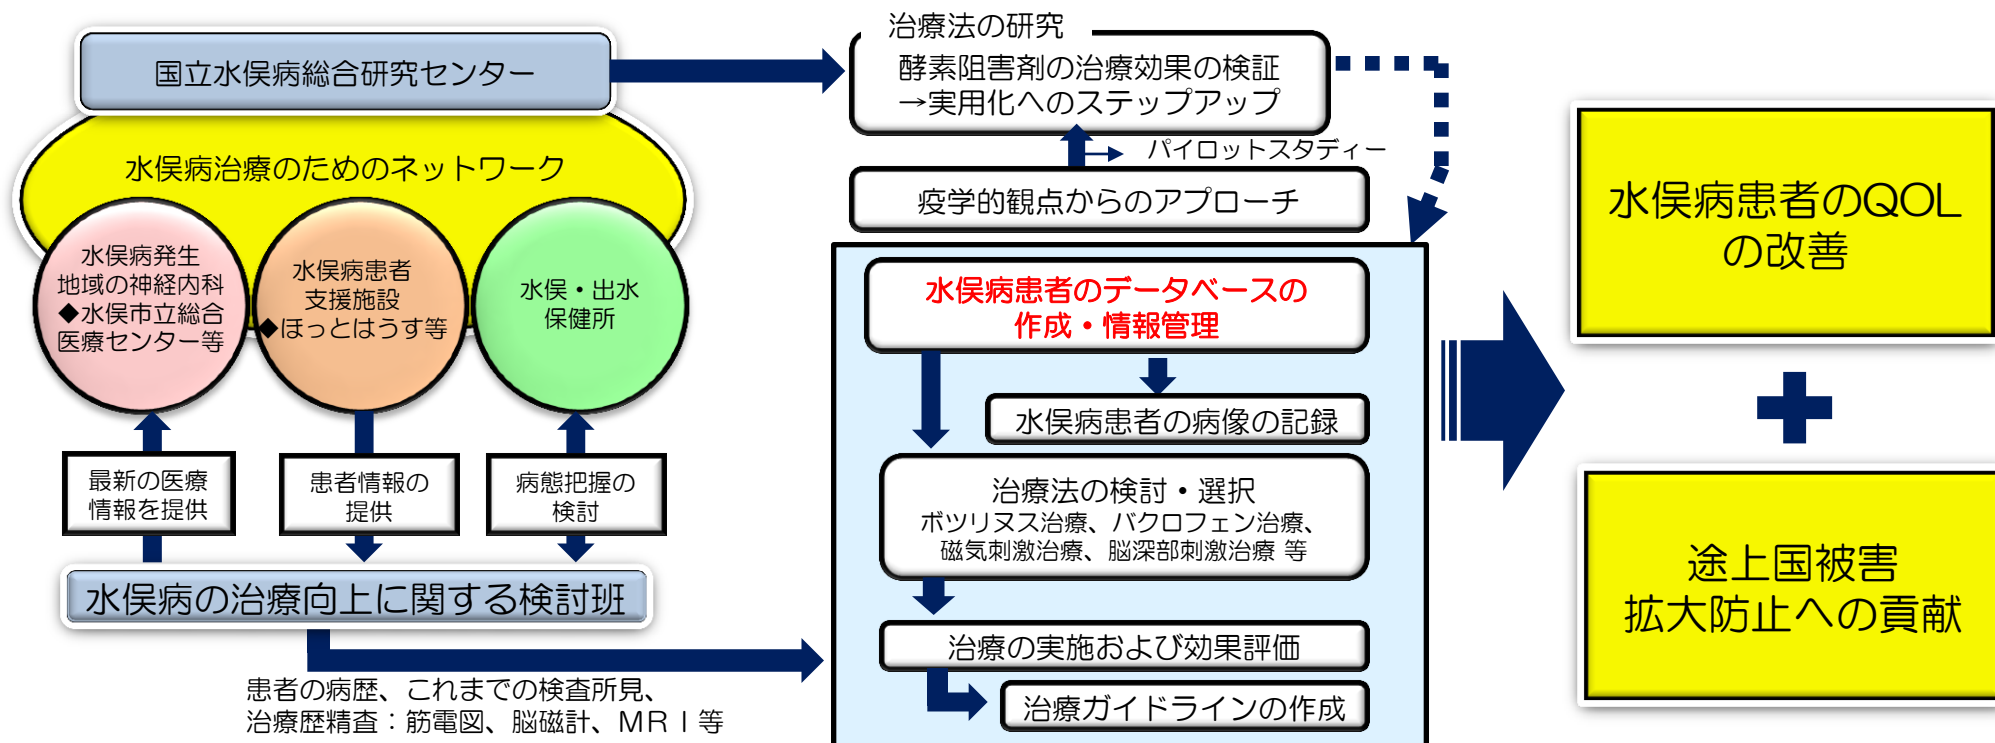 国立水俣病総合研究センター
水俣病治療のためのネットワーク
水俣病発生
地域の神経内科
◆水俣市立総合
医療センター等
水俣病患者
支援施設
◆ほっとはうす等
水俣・出水
保健所
最新の医療
情報を提供
患者情報の
提供
病態把握の
検討
水俣病の治療向上に関する検討班
患者の病歴、これまでの検査所見、
治療歴精査：筋電図、脳磁計、ＭＲＩ等
治療法の研究
酵素阻害剤の治療効果の検証
→実用化へのステップアップ
パイロットスタディー
疫学的観点からのアプローチ
水俣病患者のデータベースの
作成・情報管理
水俣病患者の病像の記録
治療法の検討・選択
ボツリヌス治療、バクロフェン治療、
磁気刺激治療、脳深部刺激治療 等
治療の実施および効果評価
治療ガイドラインの作成
水俣病患者のQOL
の改善
途上国被害
拡大防止への貢献